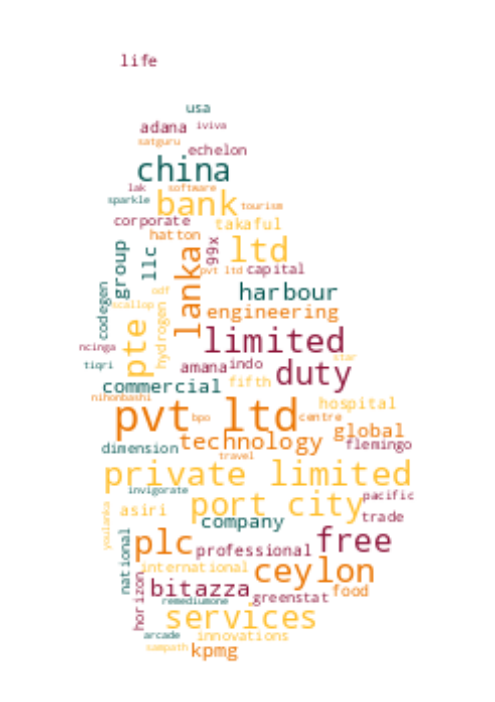 life
usa
adana iviva
satguru
echelon
china
lak software
sparkle bank tourism
corporate takaful
hatton
group
llc
99x
ltd
lanka
pvt ltd capital
codegen
odf
scallop
harbour
pte
hydrogen
engineering
ncinga
limited
star
tiqri
amana indo duty
commercial fifth
nihonbashi
hospital
pvt ltd
bpo
centre
global
technology
flemingo
dimension
travel
private limited
invigorate
port city pacific
youlanka
asiri
company
trade
national
plc
professional
free
international
ceylon
horizon
bitazza
food
remediumone
greenstat
services
arcade
innovations
sampath
kpmg